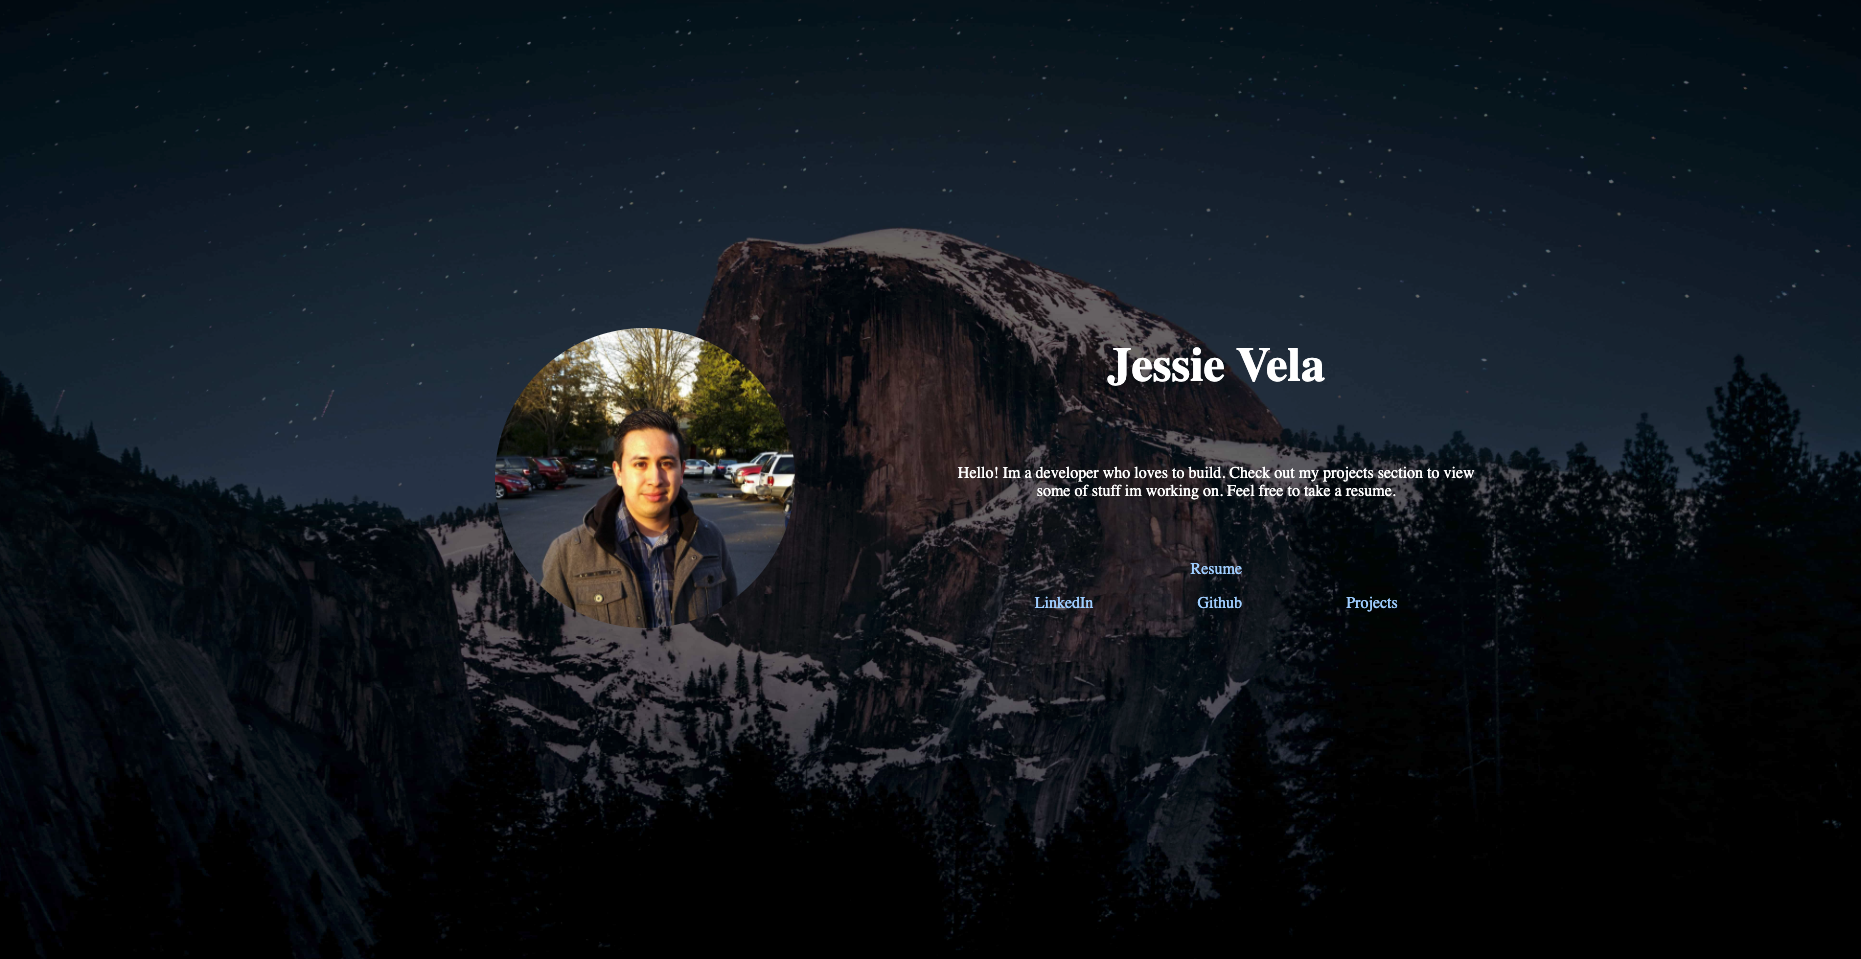 Jessie Vela
Hello! Im a developer who loves to build. Check out my projects section to view
some of stuff im working on. Feel free to take a resume.
Resume
LinkedIn Github Projects